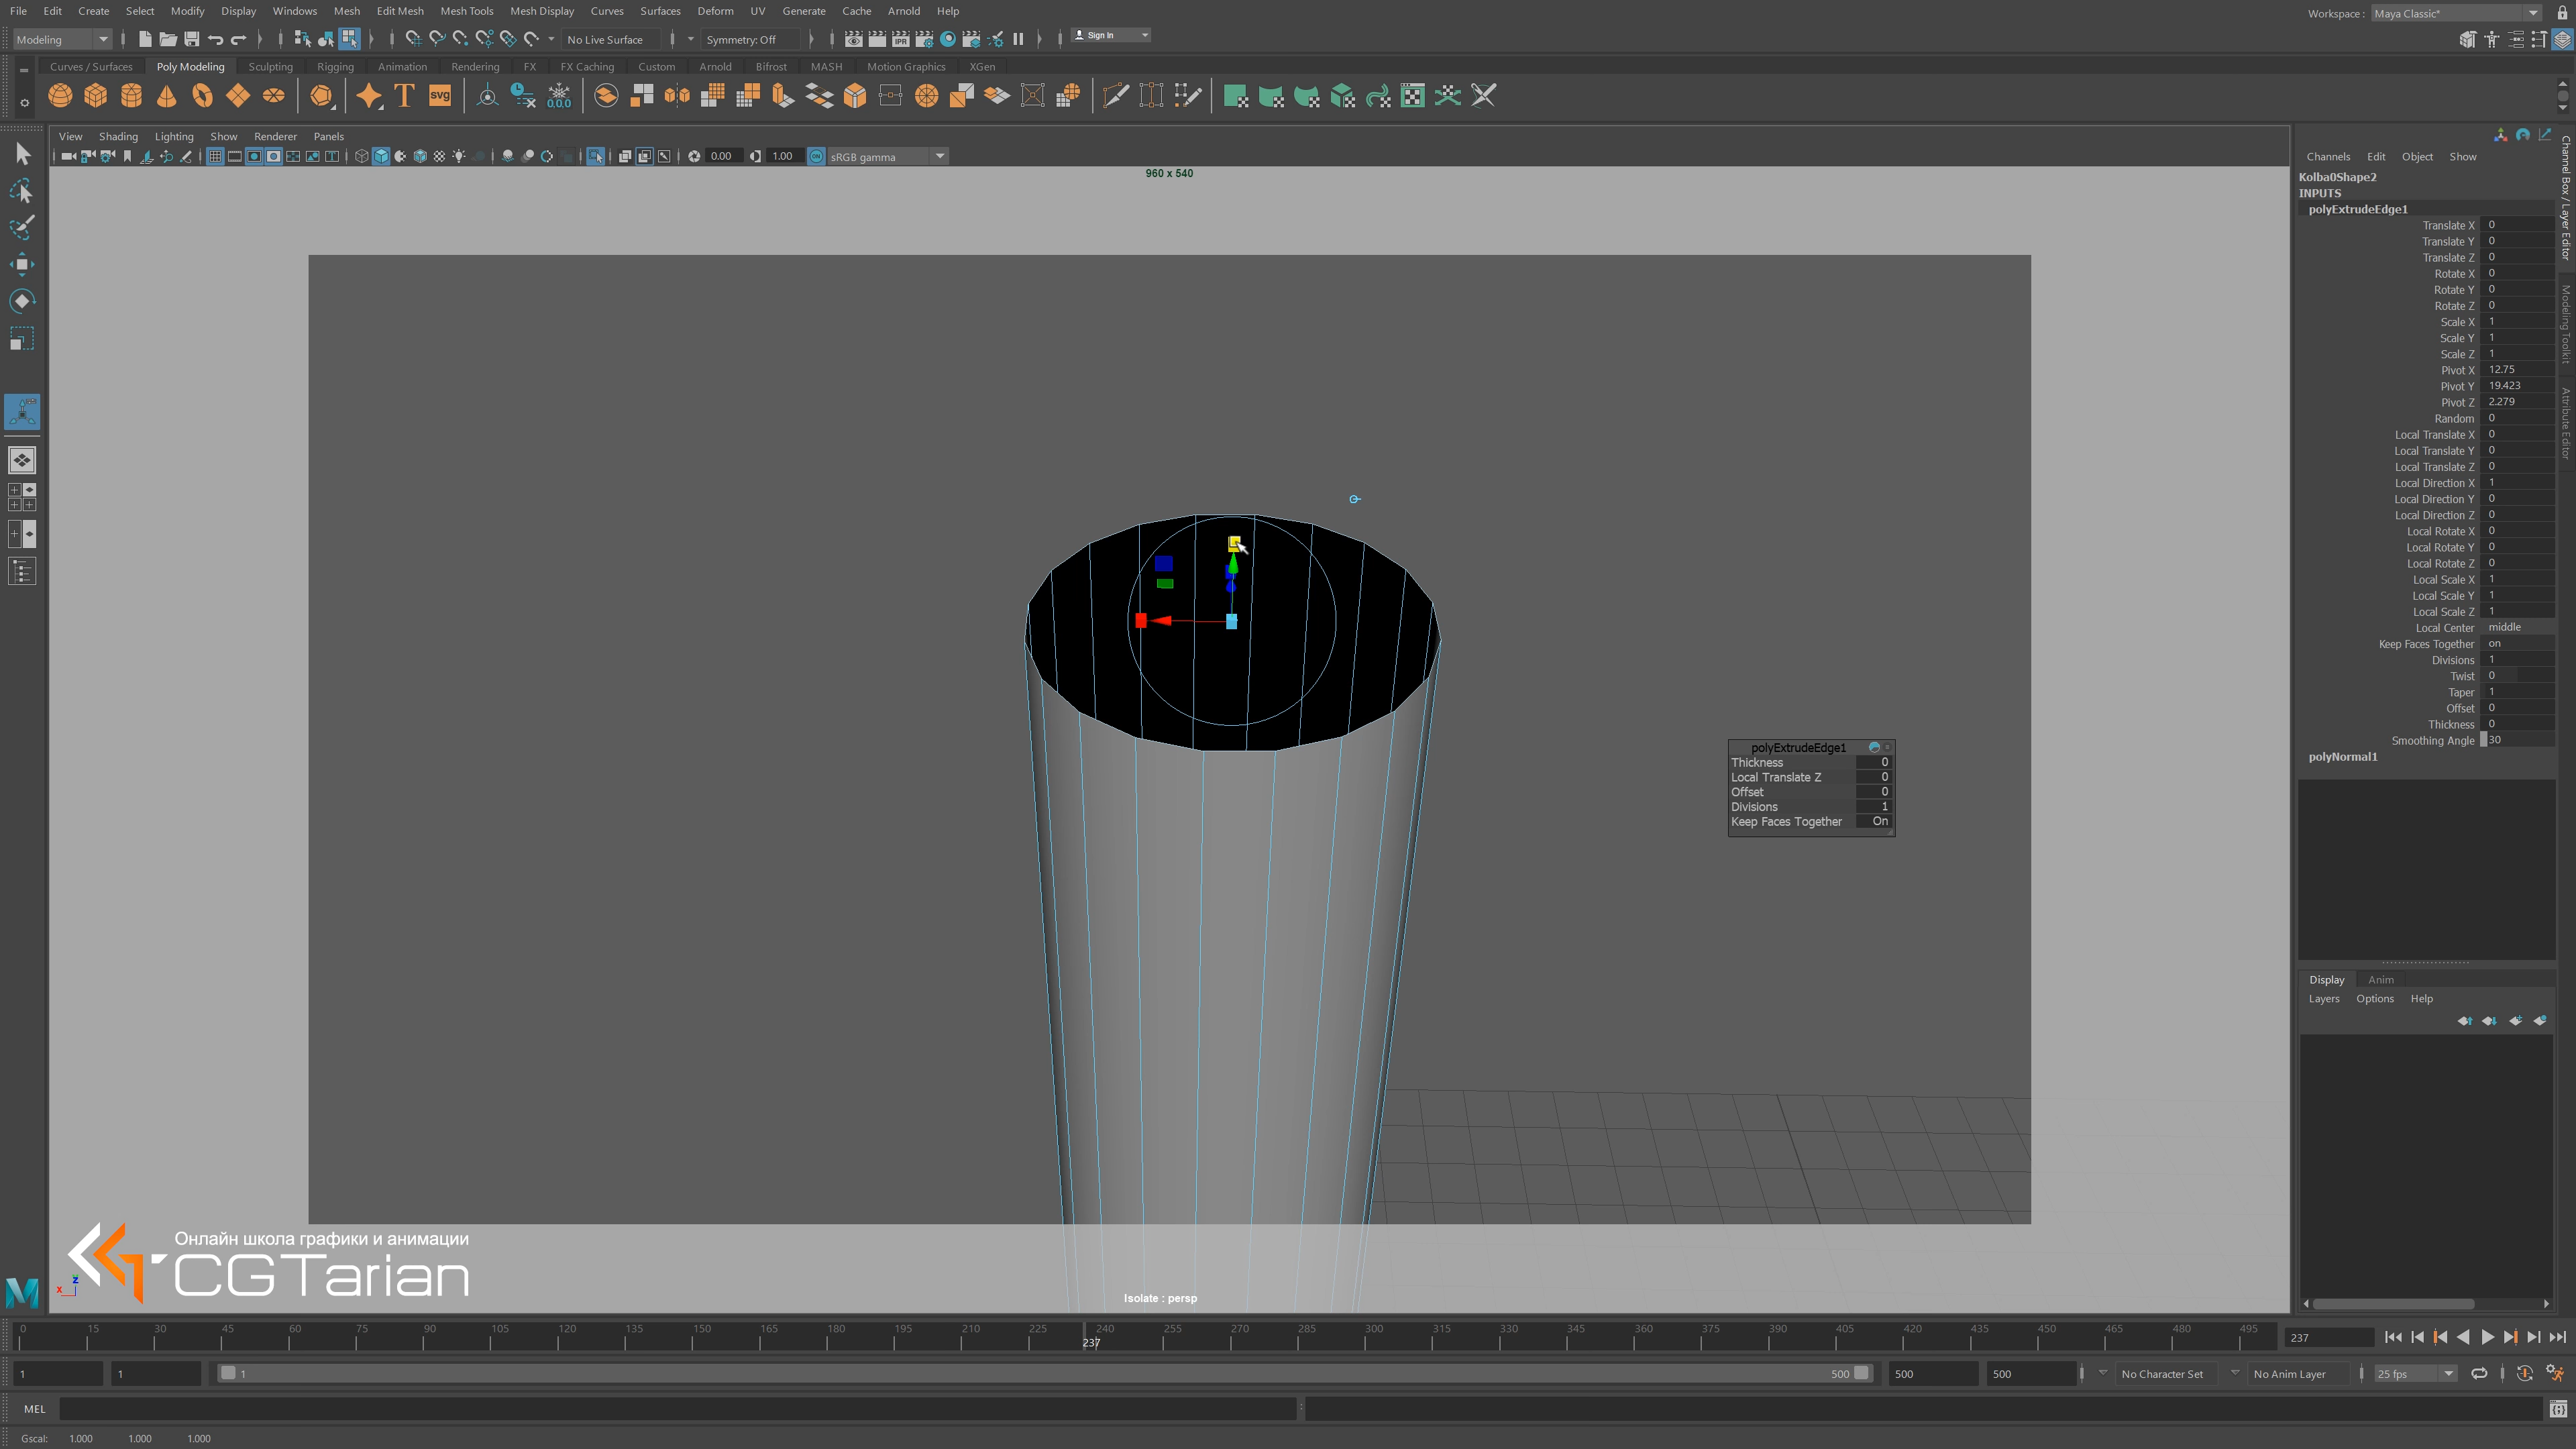 File Edit Create Select Modify Display Windows Mesh Edit Mesh Mesh Tools Mesh Display Curves Surfaces Deform UV Generate Cache Arnold Help
Workspace : Maya Classic*
Modeling
No Live Surface
Symmetry: Off
Sign In
Curves / Surfaces Poly Modeling Sculpting Rigging Animation Rendering FX FX Caching Custom Arnold Bifrost MASH Motion Graphics XGen
View Shading Lighting Show Renderer Panels
0.00
1.00
sRGB gamma
960 x 540
Channels Edit Object Show
Kolba0Shape2
INPUTS
polyExtrudeEdge1
Translate X 0
Translate Y 0
Translate Z 0
Rotate X 0
Rotate Y 0
Rotate Z 0
Scale X 1
Scale Y 1
Scale Z 1
Pivot X 12.75
Pivot Y 19.423
Pivot Z 2.279
Random 0
Local Translate X 0
Local Translate Y 0
Local Translate Z 0
Local Direction X 1
Local Direction Y 0
Local Direction Z 0
Local Rotate X 0
Local Rotate Y 0
Local Rotate Z 0
Local Scale X 1
Local Scale Y 1
Local Scale Z 1
Local Center middle
Keep Faces Together on
Divisions 1
Twist 0
Taper 1
Offset 0
Thickness 0
Smoothing Angle 30
polyNormal1
Channel Box / Layer Editor
Modeling Toolkit
Attribute Editor
polyExtrudeEdge1
Thickness 0
Local Translate Z 0
Offset 0
Divisions 1
Keep Faces Together On
Display Anim
Layers Options Help
Онлайн школа графики и анимации
CGTarian
Isolate : persp
0 15 30 45 60 75 90 105 120 135 150 165 180 195 210 225 240 255 270 285 300 315 330 345 360 375 390 405 420 435 450 465 480 495
237
237
1 1 1 500 500 500
No Character Set
No Anim Layer
25 fps
MEL
Gscal: 1.000 1.000 1.000